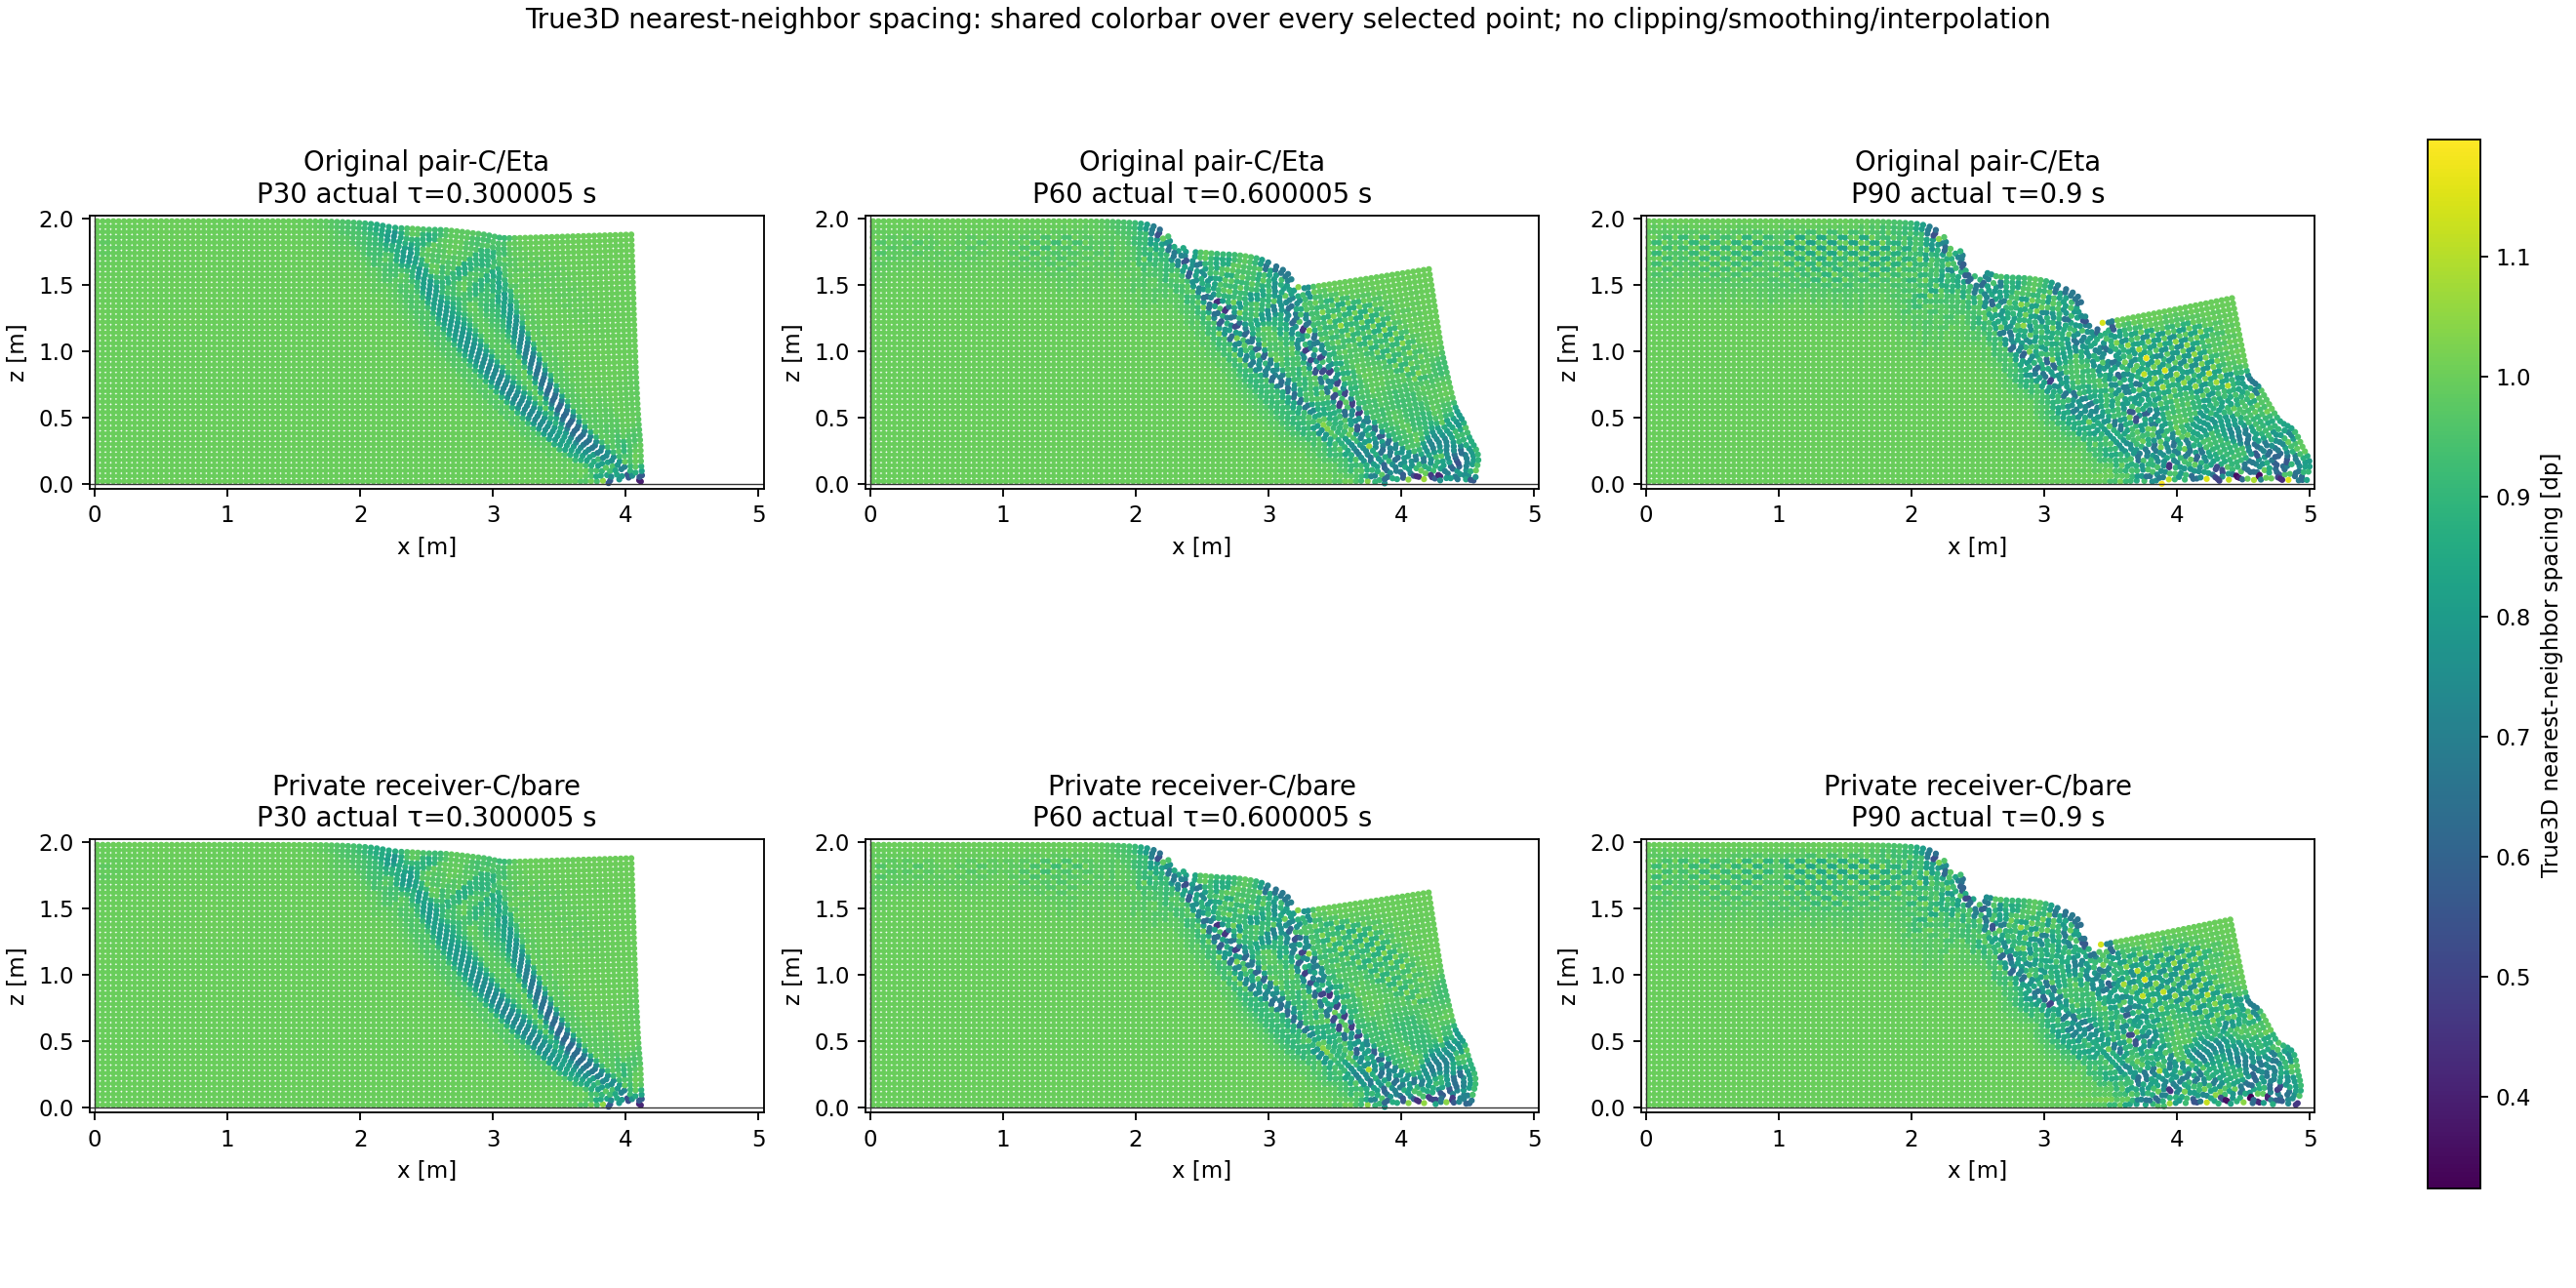 True3D nearest-neighbor spacing: shared colorbar over every selected point; no clipping/smoothing/interpolation
Original pair-C/Eta
P30 actual τ=0.300005 s
2.0
1.5
1.0
0.5
0.0
z [m]
0 1 2 3 4 5
x [m]
Original pair-C/Eta
P60 actual τ=0.600005 s
2.0
1.5
1.0
0.5
0.0
z [m]
0 1 2 3 4 5
x [m]
Original pair-C/Eta
P90 actual τ=0.9 s
2.0
1.5
1.0
0.5
0.0
z [m]
0 1 2 3 4 5
x [m]
Private receiver-C/bare
P30 actual τ=0.300005 s
2.0
1.5
1.0
0.5
0.0
z [m]
0 1 2 3 4 5
x [m]
Private receiver-C/bare
P60 actual τ=0.600005 s
2.0
1.5
1.0
0.5
0.0
z [m]
0 1 2 3 4 5
x [m]
Private receiver-C/bare
P90 actual τ=0.9 s
2.0
1.5
1.0
0.5
0.0
z [m]
0 1 2 3 4 5
x [m]
1.1
1.0
0.9
0.8
0.7
0.6
0.5
0.4
True3D nearest-neighbor spacing [dp]